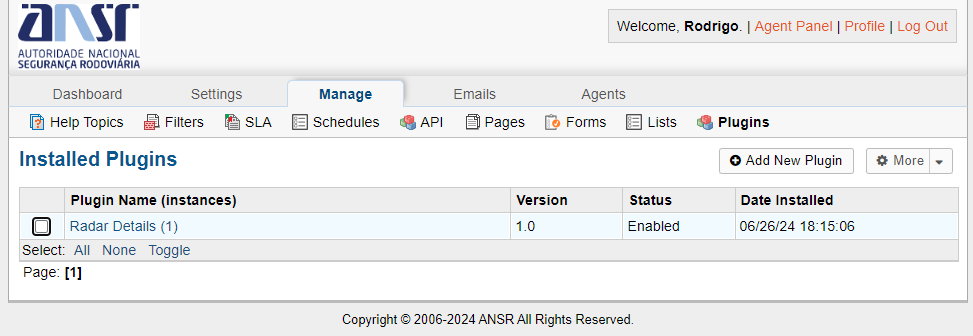 ansr
AUTORIDADE NACIONAL
SEGURANÇA RODOVIÁRIA
Welcome, Rodrigo. | Agent Panel | Profile | Log Out
Dashboard Settings Manage Emails Agents
Help Topics Filters SLA Schedules API Pages Forms Lists Plugins
Installed Plugins
Add New Plugin More
Plugin Name (instances) Version Status Date Installed
Radar Details (1) 1.0 Enabled 06/26/24 18:15:06
Select: All None Toggle
Page: [1]
Copyright © 2006-2024 ANSR All Rights Reserved.